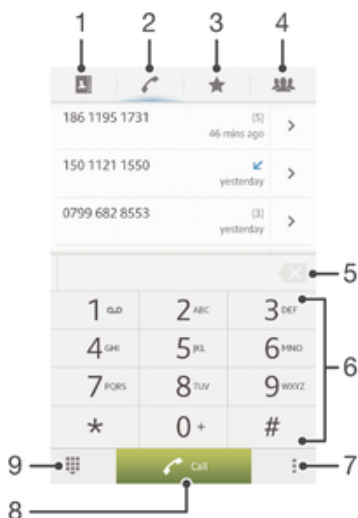 1 2 3 4
186 1195 1731 (5)
46 mins ago
150 1121 1550
yesterday
0799 682 8553 (3)
yesterday
5
1 2 ABC 3 DEF
4 GHI 5 JKL 6 MNO
6
7 PQRS 8 TUV 9 WXYZ
* 0 + #
9 Call 7
8